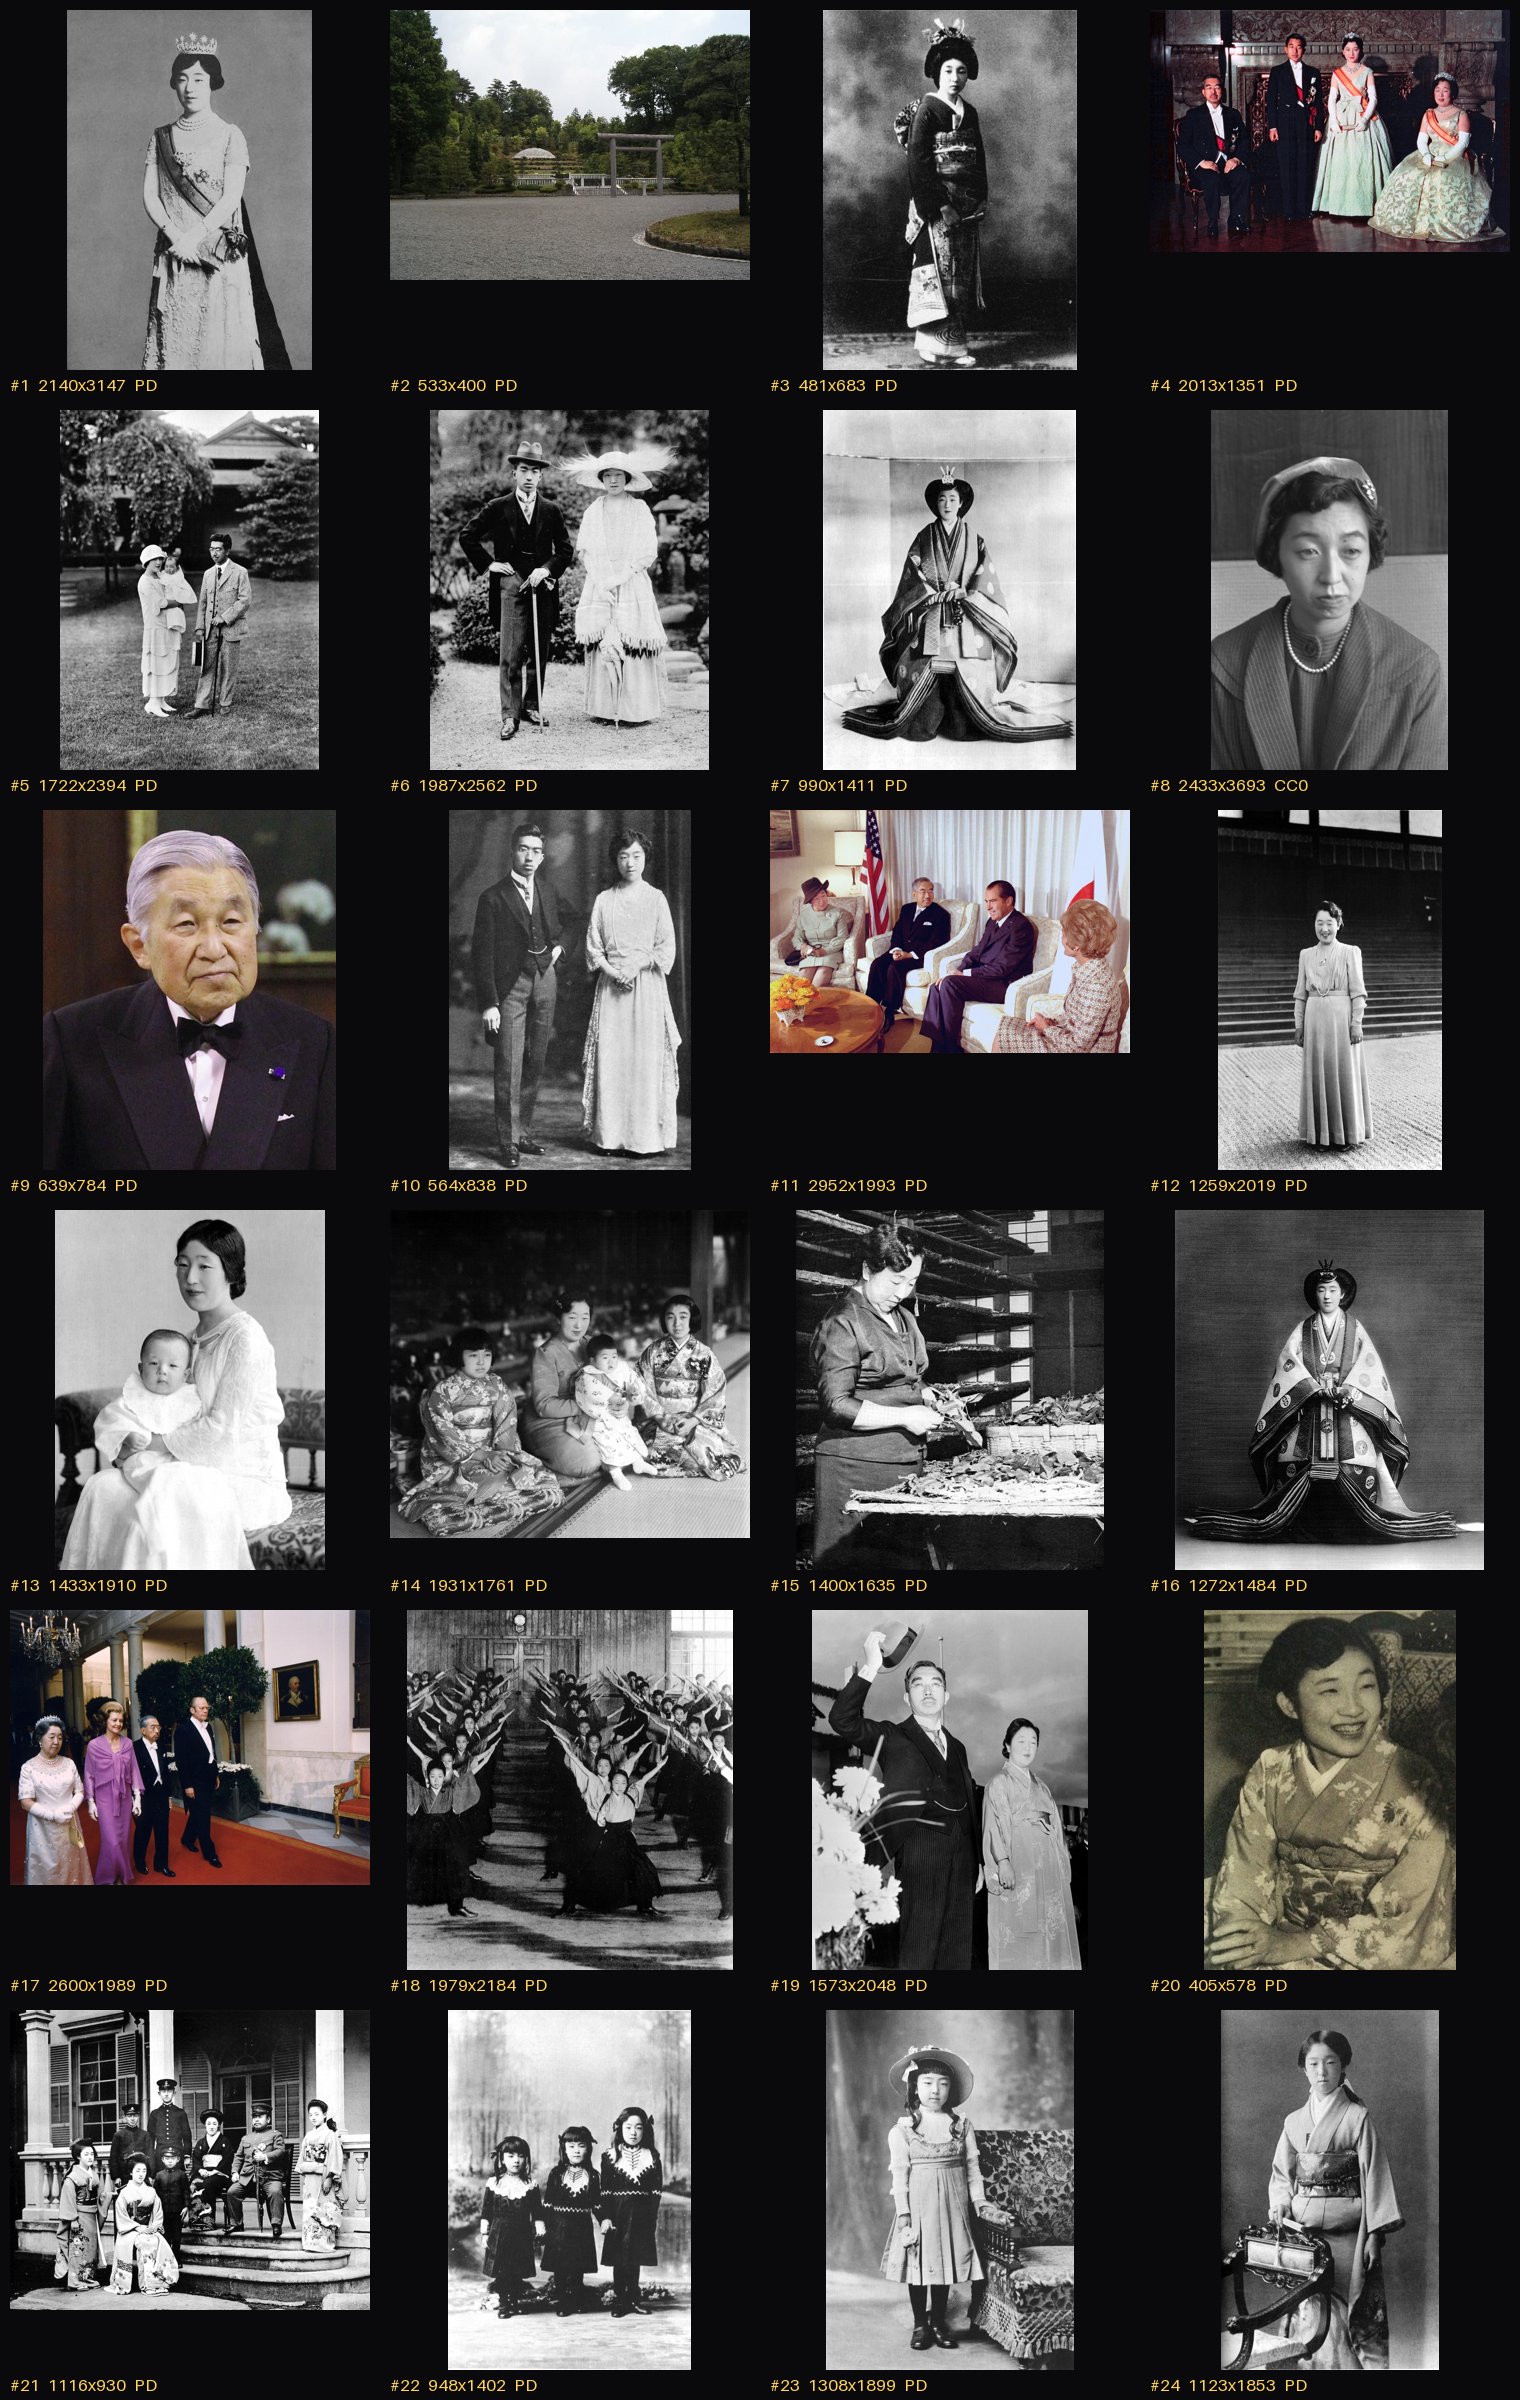 #1 2140x3147 PD
#2 533x400 PD
#3 481x683 PD
#4 2013x1351 PD
#5 1722x2394 PD
#6 1987x2562 PD
#7 990x1411 PD
#8 2433x3693 CC0
#9 639x784 PD
#10 564x838 PD
#11 2952x1993 PD
#12 1259x2019 PD
#13 1433x1910 PD
#14 1931x1761 PD
#15 1400x1635 PD
#16 1272x1484 PD
#17 2600x1989 PD
#18 1979x2184 PD
#19 1573x2048 PD
#20 405x578 PD
#21 1116x930 PD
#22 948x1402 PD
#23 1308x1899 PD
#24 1123x1853 PD